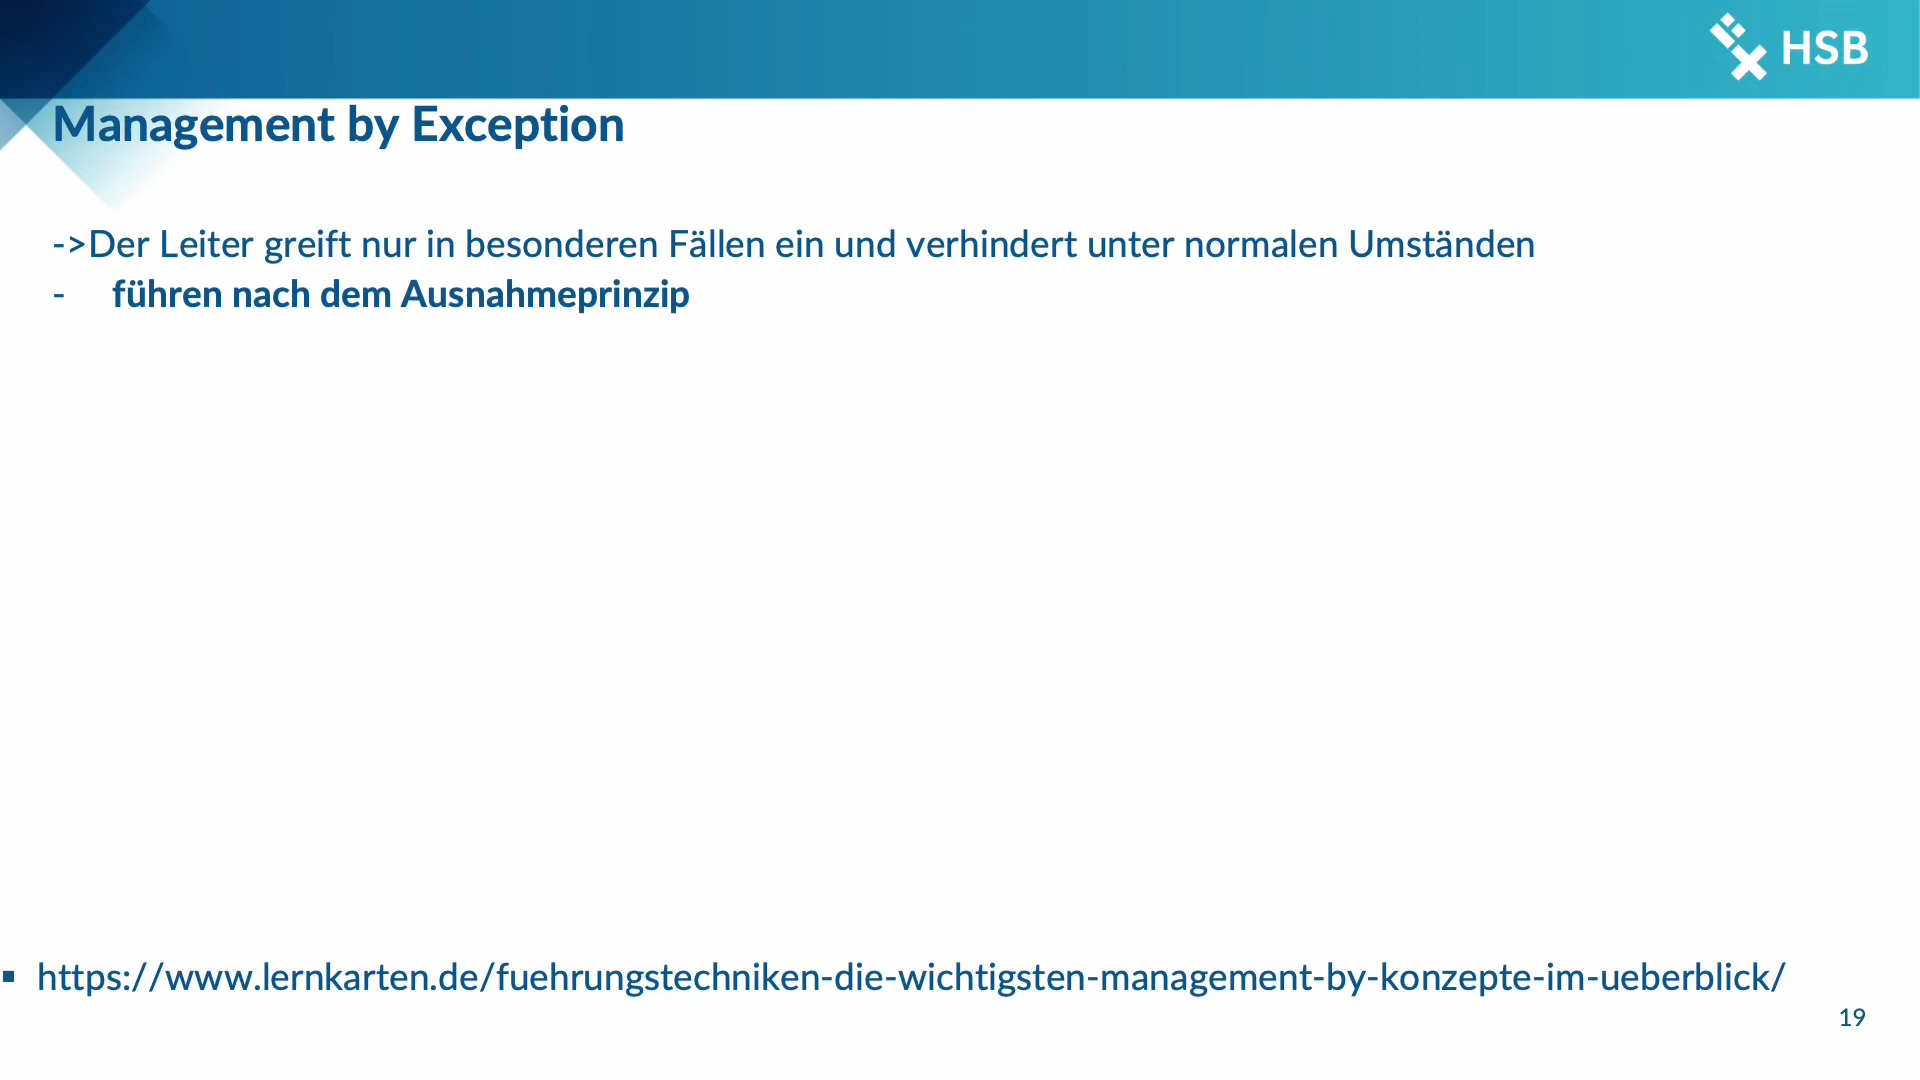 HSB
Management by Exception
->Der Leiter greift nur in besonderen Fällen ein und verhindert unter normalen Umständen
- führen nach dem Ausnahmeprinzip
▪ https://www.lernkarten.de/fuehrungstechniken-die-wichtigsten-management-by-konzepte-im-ueberblick/
19